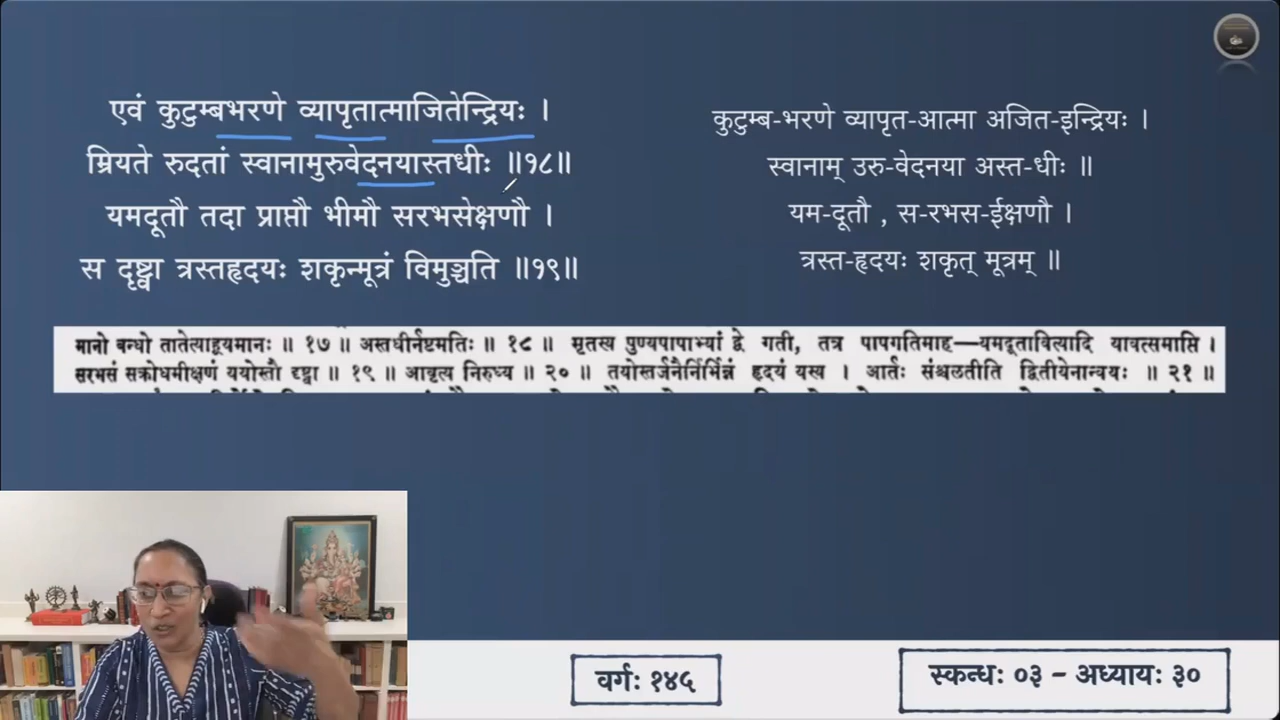 एवं कुटुम्बभरणे व्यापृतात्माजितेन्द्रियः ।
म्रियते रुदतां स्वानामुरुवेदनयास्तधीः ॥१८॥
यमदूतौ तदा प्राप्तौ भीमौ सरभसेक्षणौ ।
स दृष्ट्वा त्रस्तहृदयः शकृन्मूत्रं विमुञ्चति ॥१९॥
कुटुम्ब-भरणे व्यापृत-आत्मा अजित-इन्द्रियः ।
स्वानाम् उरु-वेदनया अस्त-धीः ॥
यम-दूतौ , स-रभस-ईक्षणौ ।
त्रस्त-हृदयः शकृत् मूत्रम् ॥
मानो बन्धो तातेत्याहूयमानः ॥ १७ ॥ अस्तधीर्नष्टमतिः ॥ १८ ॥ मृतस्य पुण्यपापाभ्यां द्वे गती, तत्र पापगतिमाह—यमदूतावित्यादि यावत्समाप्ति ।
सरभसं सक्रोधमीक्षणं ययोस्तौ दृष्ट्वा ॥ १९ ॥ आवृत्य निरुध्य ॥ २० ॥ तयोस्तर्जनैर्निर्भिन्नं हृदयं यस्य । आर्तः संश्चलतीति द्वितीयेनान्वयः ॥ २१ ॥
वर्गः १४५
स्कन्धः ०३ – अध्यायः ३०